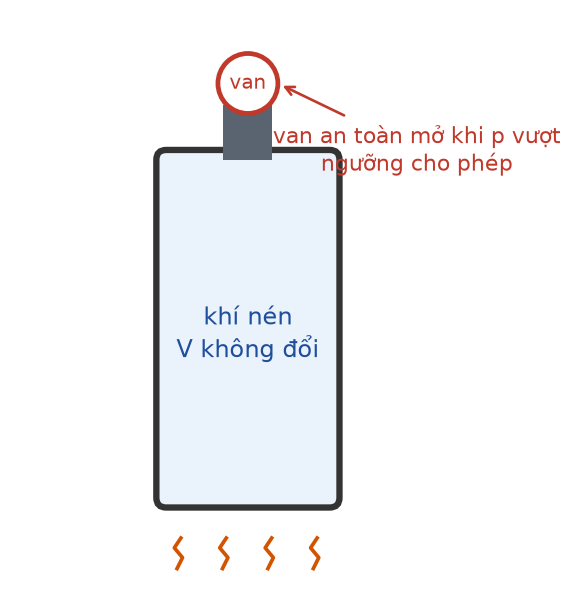 van
van an toàn mở khi p vượt
ngưỡng cho phép
khí nén
V không đổi